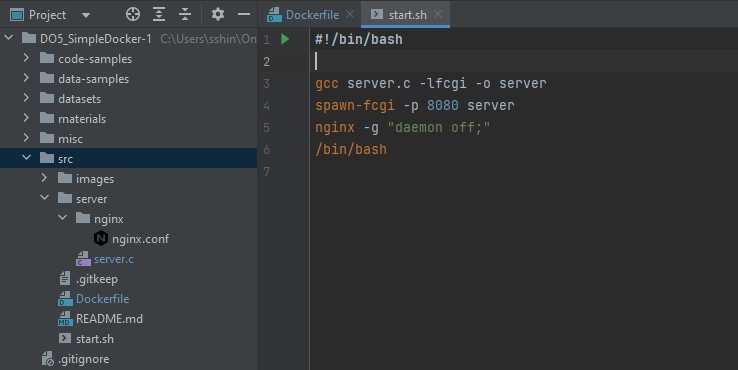 Project
Dockerfile
start.sh
DO5_SimpleDocker-1 C:\Users\sshin\On
code-samples
data-samples
datasets
materials
misc
src
images
server
nginx
nginx.conf
server.c
.gitkeep
Dockerfile
README.md
start.sh
.gitignore
1 #!/bin/bash
2
3 gcc server.c -lfcgi -o server
4 spawn-fcgi -p 8080 server
5 nginx -g "daemon off;"
6 /bin/bash
7